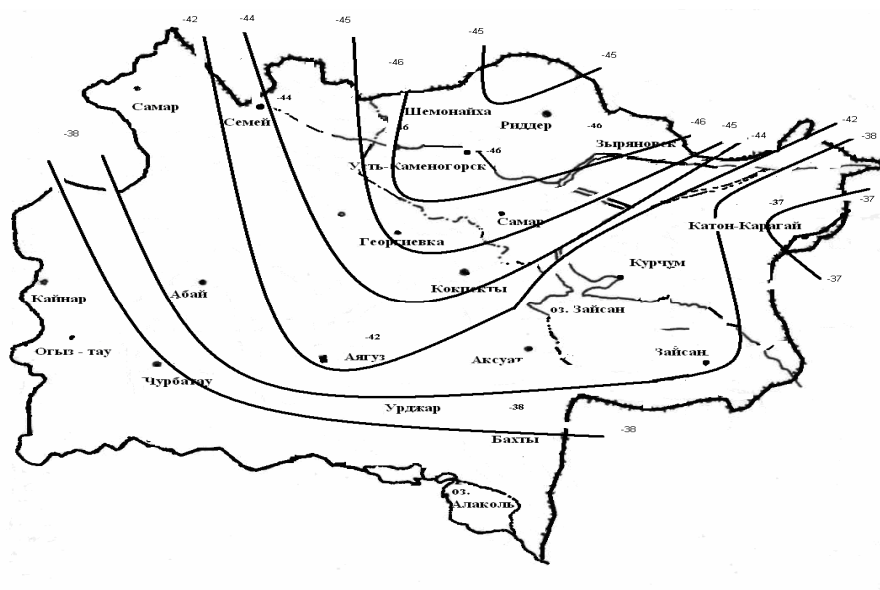 -42
-44
-45
-45
-46
-45
Самар
-44
Семей
Шемонайха
Риддер
-42
-38
-46
-46
-45
-44
-38
Зыряновск
-46
Усть-Каменогорск
-37
-37
Самар
Катон-Карагай
Георгиевка
Курчум
-37
Кайнар
Абай
Кокпекты
оз. Зайсан
-42
Огыз - тау
Аягуз
Аксуат
Зайсан
Чурбатау
Урджар
-38
-38
Бахты
оз.
Алаколь